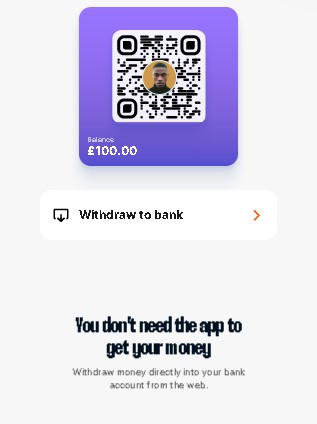 Balance
£100.00
Withdraw to bank
You don't need the app to
get your money
Withdraw money directly into your bank
account from the web.